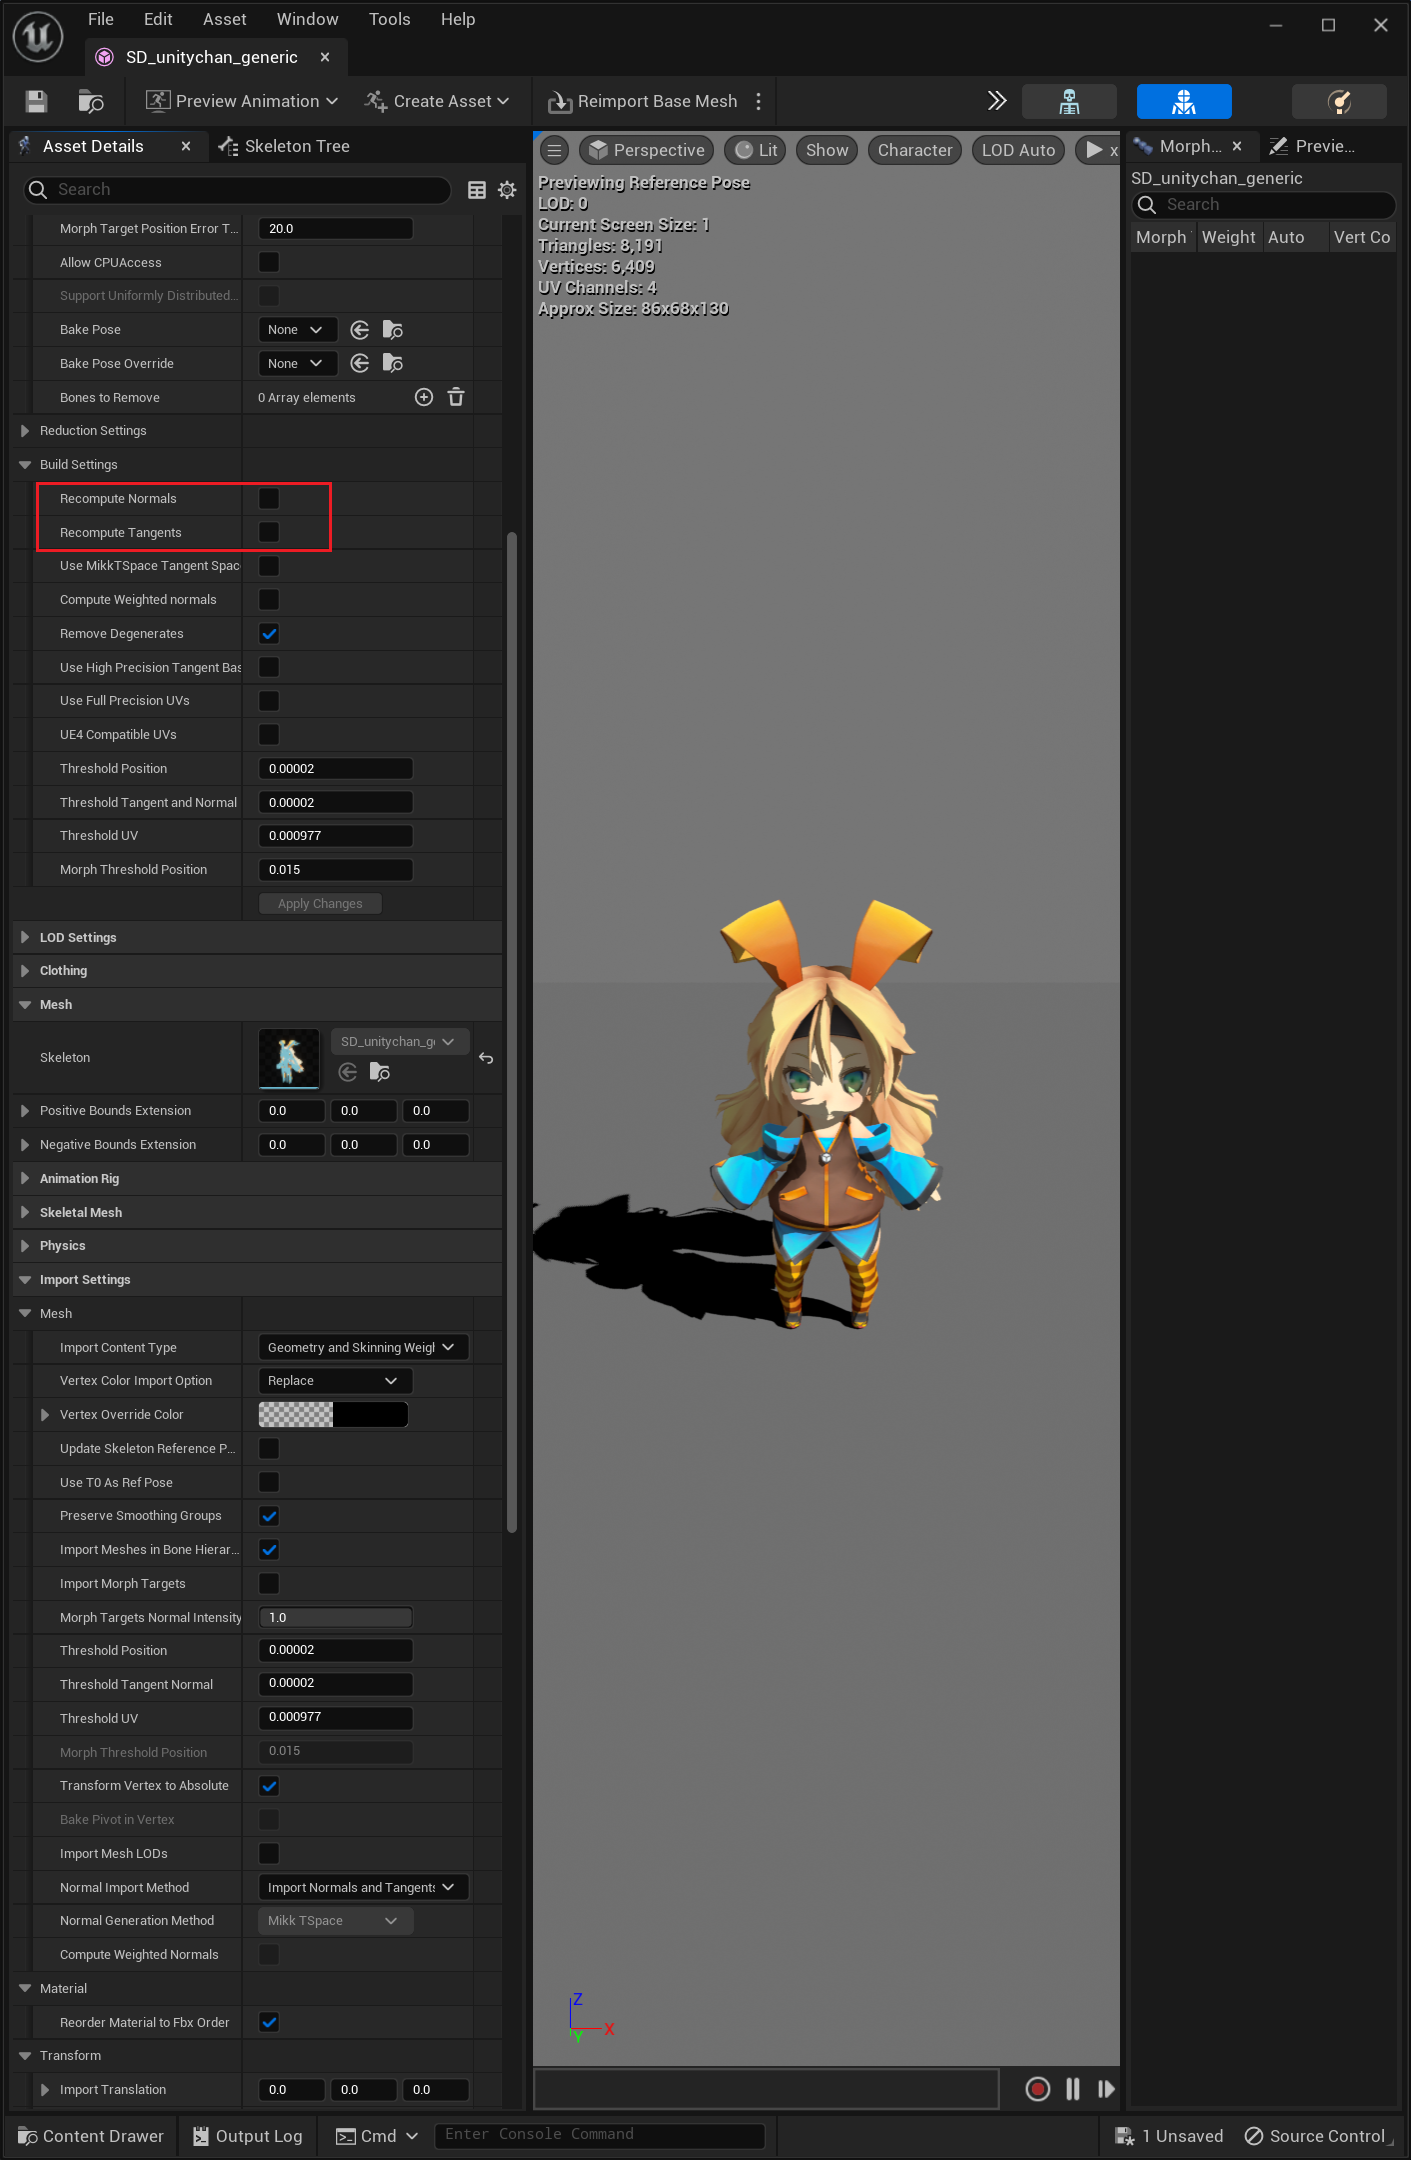 File Edit Asset Window Tools Help
SD_unitychan_generic
Preview Animation Create Asset Reimport Base Mesh
Asset Details Skeleton Tree
Search
Morph Target Position Error T... 20.0
Allow CPUAccess
Support Uniformly Distributed...
Bake Pose None
Bake Pose Override None
Bones to Remove 0 Array elements
Reduction Settings
Build Settings
Recompute Normals
Recompute Tangents
Use MikkTSpace Tangent Spac
Compute Weighted normals
Remove Degenerates
Use High Precision Tangent Bas
Use Full Precision UVs
UE4 Compatible UVs
Threshold Position 0.00002
Threshold Tangent and Normal 0.00002
Threshold UV 0.000977
Morph Threshold Position 0.015
Apply Changes
LOD Settings
Clothing
Mesh
Skeleton SD_unitychan_ge
Positive Bounds Extension 0.0 0.0 0.0
Negative Bounds Extension 0.0 0.0 0.0
Animation Rig
Skeletal Mesh
Physics
Import Settings
Mesh
Import Content Type Geometry and Skinning Weigh
Vertex Color Import Option Replace
Vertex Override Color
Update Skeleton Reference P...
Use T0 As Ref Pose
Preserve Smoothing Groups
Import Meshes in Bone Hierar...
Import Morph Targets
Morph Targets Normal Intensity 1.0
Threshold Position 0.00002
Threshold Tangent Normal 0.00002
Threshold UV 0.000977
Morph Threshold Position 0.015
Transform Vertex to Absolute
Bake Pivot in Vertex
Import Mesh LODs
Normal Import Method Import Normals and Tangents
Normal Generation Method Mikk TSpace
Compute Weighted Normals
Material
Reorder Material to Fbx Order
Transform
Import Translation 0.0 0.0 0.0
Perspective Lit Show Character LOD Auto x
Previewing Reference Pose
LOD: 0
Current Screen Size: 1
Triangles: 8,191
Vertices: 6,409
UV Channels: 4
Approx Size: 86x68x130
Z
X
Y
Morph... Previe...
SD_unitychan_generic
Search
Morph Weight Auto Vert Co
Content Drawer Output Log Cmd Enter Console Command 1 Unsaved Source Control